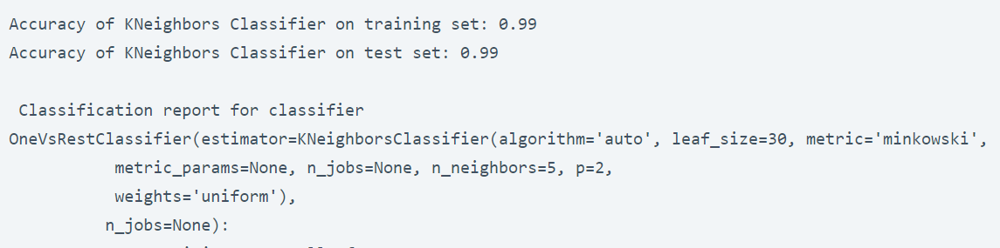 Accuracy of KNeighbors Classifier on training set: 0.99
Accuracy of KNeighbors Classifier on test set: 0.99
Classification report for classifier
OneVsRestClassifier(estimator=KNeighborsClassifier(algorithm='auto', leaf_size=30, metric='minkowski',
metric_params=None, n_jobs=None, n_neighbors=5, p=2,
weights='uniform'),
n_jobs=None):